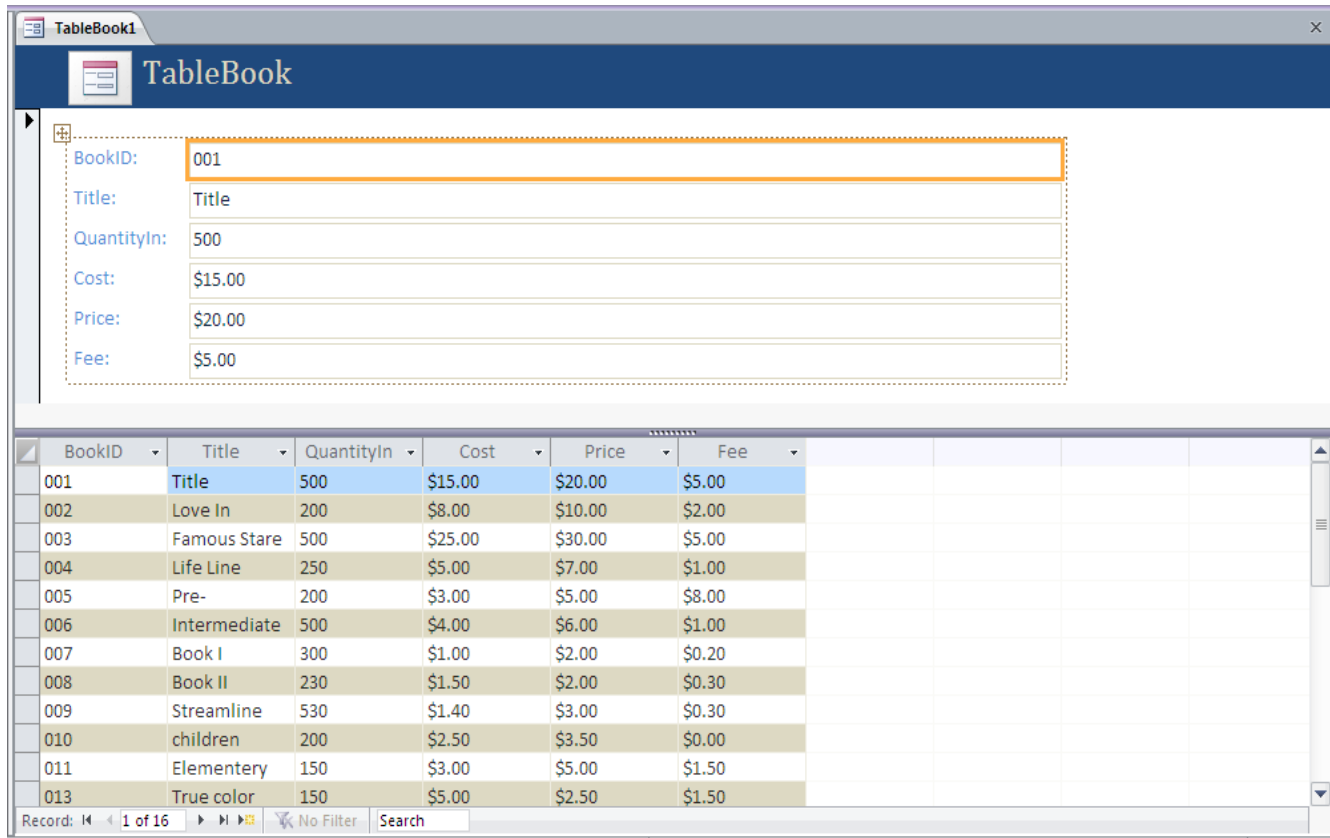 TableBook1
TableBook
BookID: 001
Title: Title
QuantityIn: 500
Cost: $15.00
Price: $20.00
Fee: $5.00
BookID Title QuantityIn Cost Price Fee
001 Title 500 $15.00 $20.00 $5.00
002 Love In 200 $8.00 $10.00 $2.00
003 Famous Stare 500 $25.00 $30.00 $5.00
004 Life Line 250 $5.00 $7.00 $1.00
005 Pre- 200 $3.00 $5.00 $8.00
006 Intermediate 500 $4.00 $6.00 $1.00
007 Book I 300 $1.00 $2.00 $0.20
008 Book II 230 $1.50 $2.00 $0.30
009 Streamline 530 $1.40 $3.00 $0.30
010 children 200 $2.50 $3.50 $0.00
011 Elementery 150 $3.00 $5.00 $1.50
013 True color 150 $5.00 $2.50 $1.50
Record: 1 of 16 No Filter Search